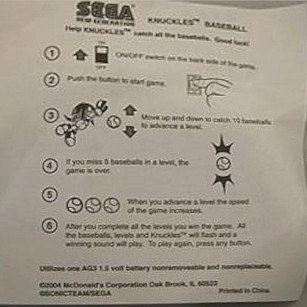 SEGA
NEW GENERATION
KNUCKLES™ BASEBALL
Help KNUCKLES™ catch all the baseballs. Good luck!
1 ON OFF ON/OFF switch on the back side of the game.
2 Push the button to start game.
3 Move up and down to catch 10 baseballs
to advance a level.
4 If you miss 5 baseballs in a level, the
game is over.
5 When you advance a level the speed
of the game increases.
6 After you complete all the levels you win the game. All
the baseballs, levels and Knuckles™ will flash and a
winning sound will play. To play again, press any button.
Utilizes one AG3 1.5 volt battery nonremoveable and nonreplaceable.
©2004 McDonald's Corporation Oak Brook, IL 60523
©SONICTEAM/SEGA
Printed in China.